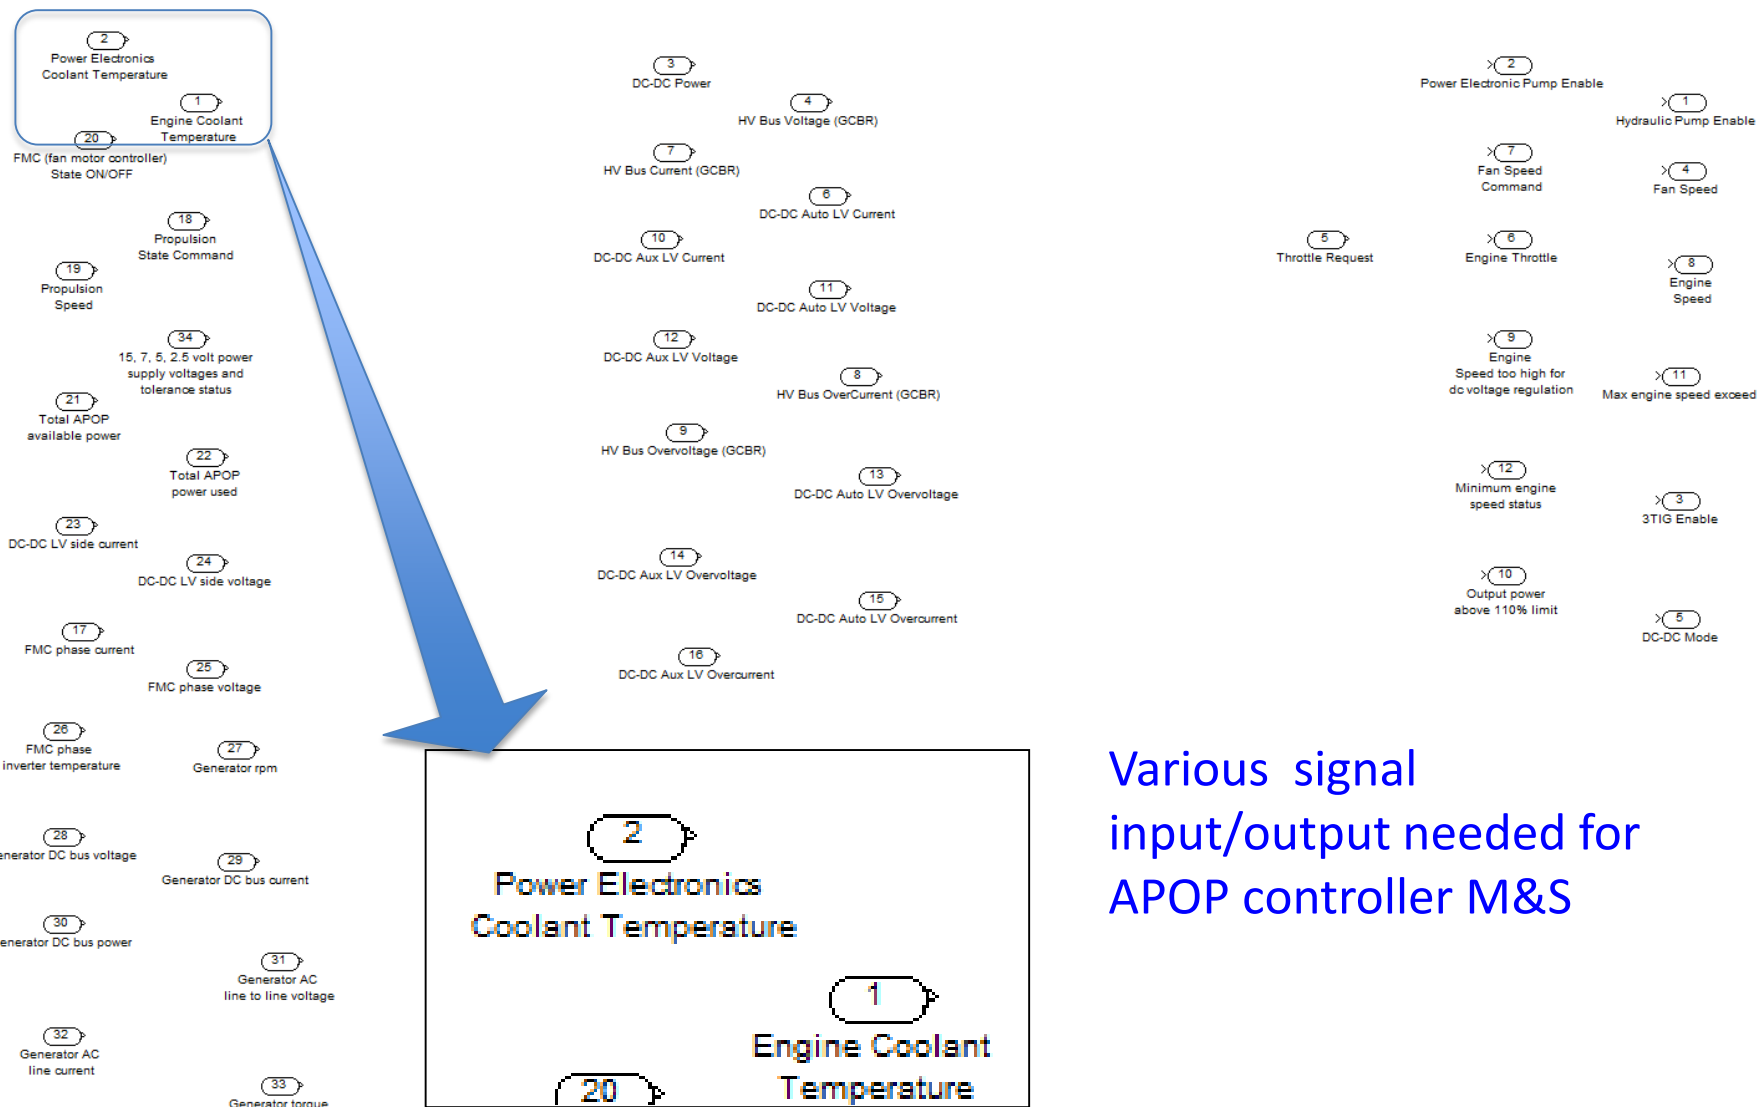 2
Power Electronics
Coolant Temperature
1
Engine Coolant
Temperature
20
FMC (fan motor controller)
State ON/OFF
18
Propulsion
State Command
19
Propulsion
Speed
34
15, 7, 5, 2.5 volt power
supply voltages and
tolerance status
21
Total APOP
available power
22
Total APOP
power used
23
DC-DC LV side current
24
DC-DC LV side voltage
17
FMC phase current
25
FMC phase voltage
26
FMC phase
inverter temperature
27
Generator rpm
28
enerator DC bus voltage
29
Generator DC bus current
30
enerator DC bus power
31
Generator AC
line to line voltage
32
Generator AC
line current
33
Generator torque
3
DC-DC Power
4
HV Bus Voltage (GCBR)
7
HV Bus Current (GCBR)
6
DC-DC Auto LV Current
10
DC-DC Aux LV Current
11
DC-DC Auto LV Voltage
12
DC-DC Aux LV Voltage
8
HV Bus OverCurrent (GCBR)
9
HV Bus Overvoltage (GCBR)
13
DC-DC Auto LV Overvoltage
14
DC-DC Aux LV Overvoltage
15
DC-DC Auto LV Overcurrent
16
DC-DC Aux LV Overcurrent
2
Power Electronic Pump Enable
1
Hydraulic Pump Enable
7
Fan Speed
Command
4
Fan Speed
5
Throttle Request
6
Engine Throttle
8
Engine
Speed
9
Engine
Speed too high for
dc voltage regulation
11
Max engine speed exceed
12
Minimum engine
speed status
3
3TIG Enable
10
Output power
above 110% limit
5
DC-DC Mode
2
Power Electronics
Coolant Temperature
1
Engine Coolant
Temperature
20
Various signal
input/output needed for
APOP controller M&S